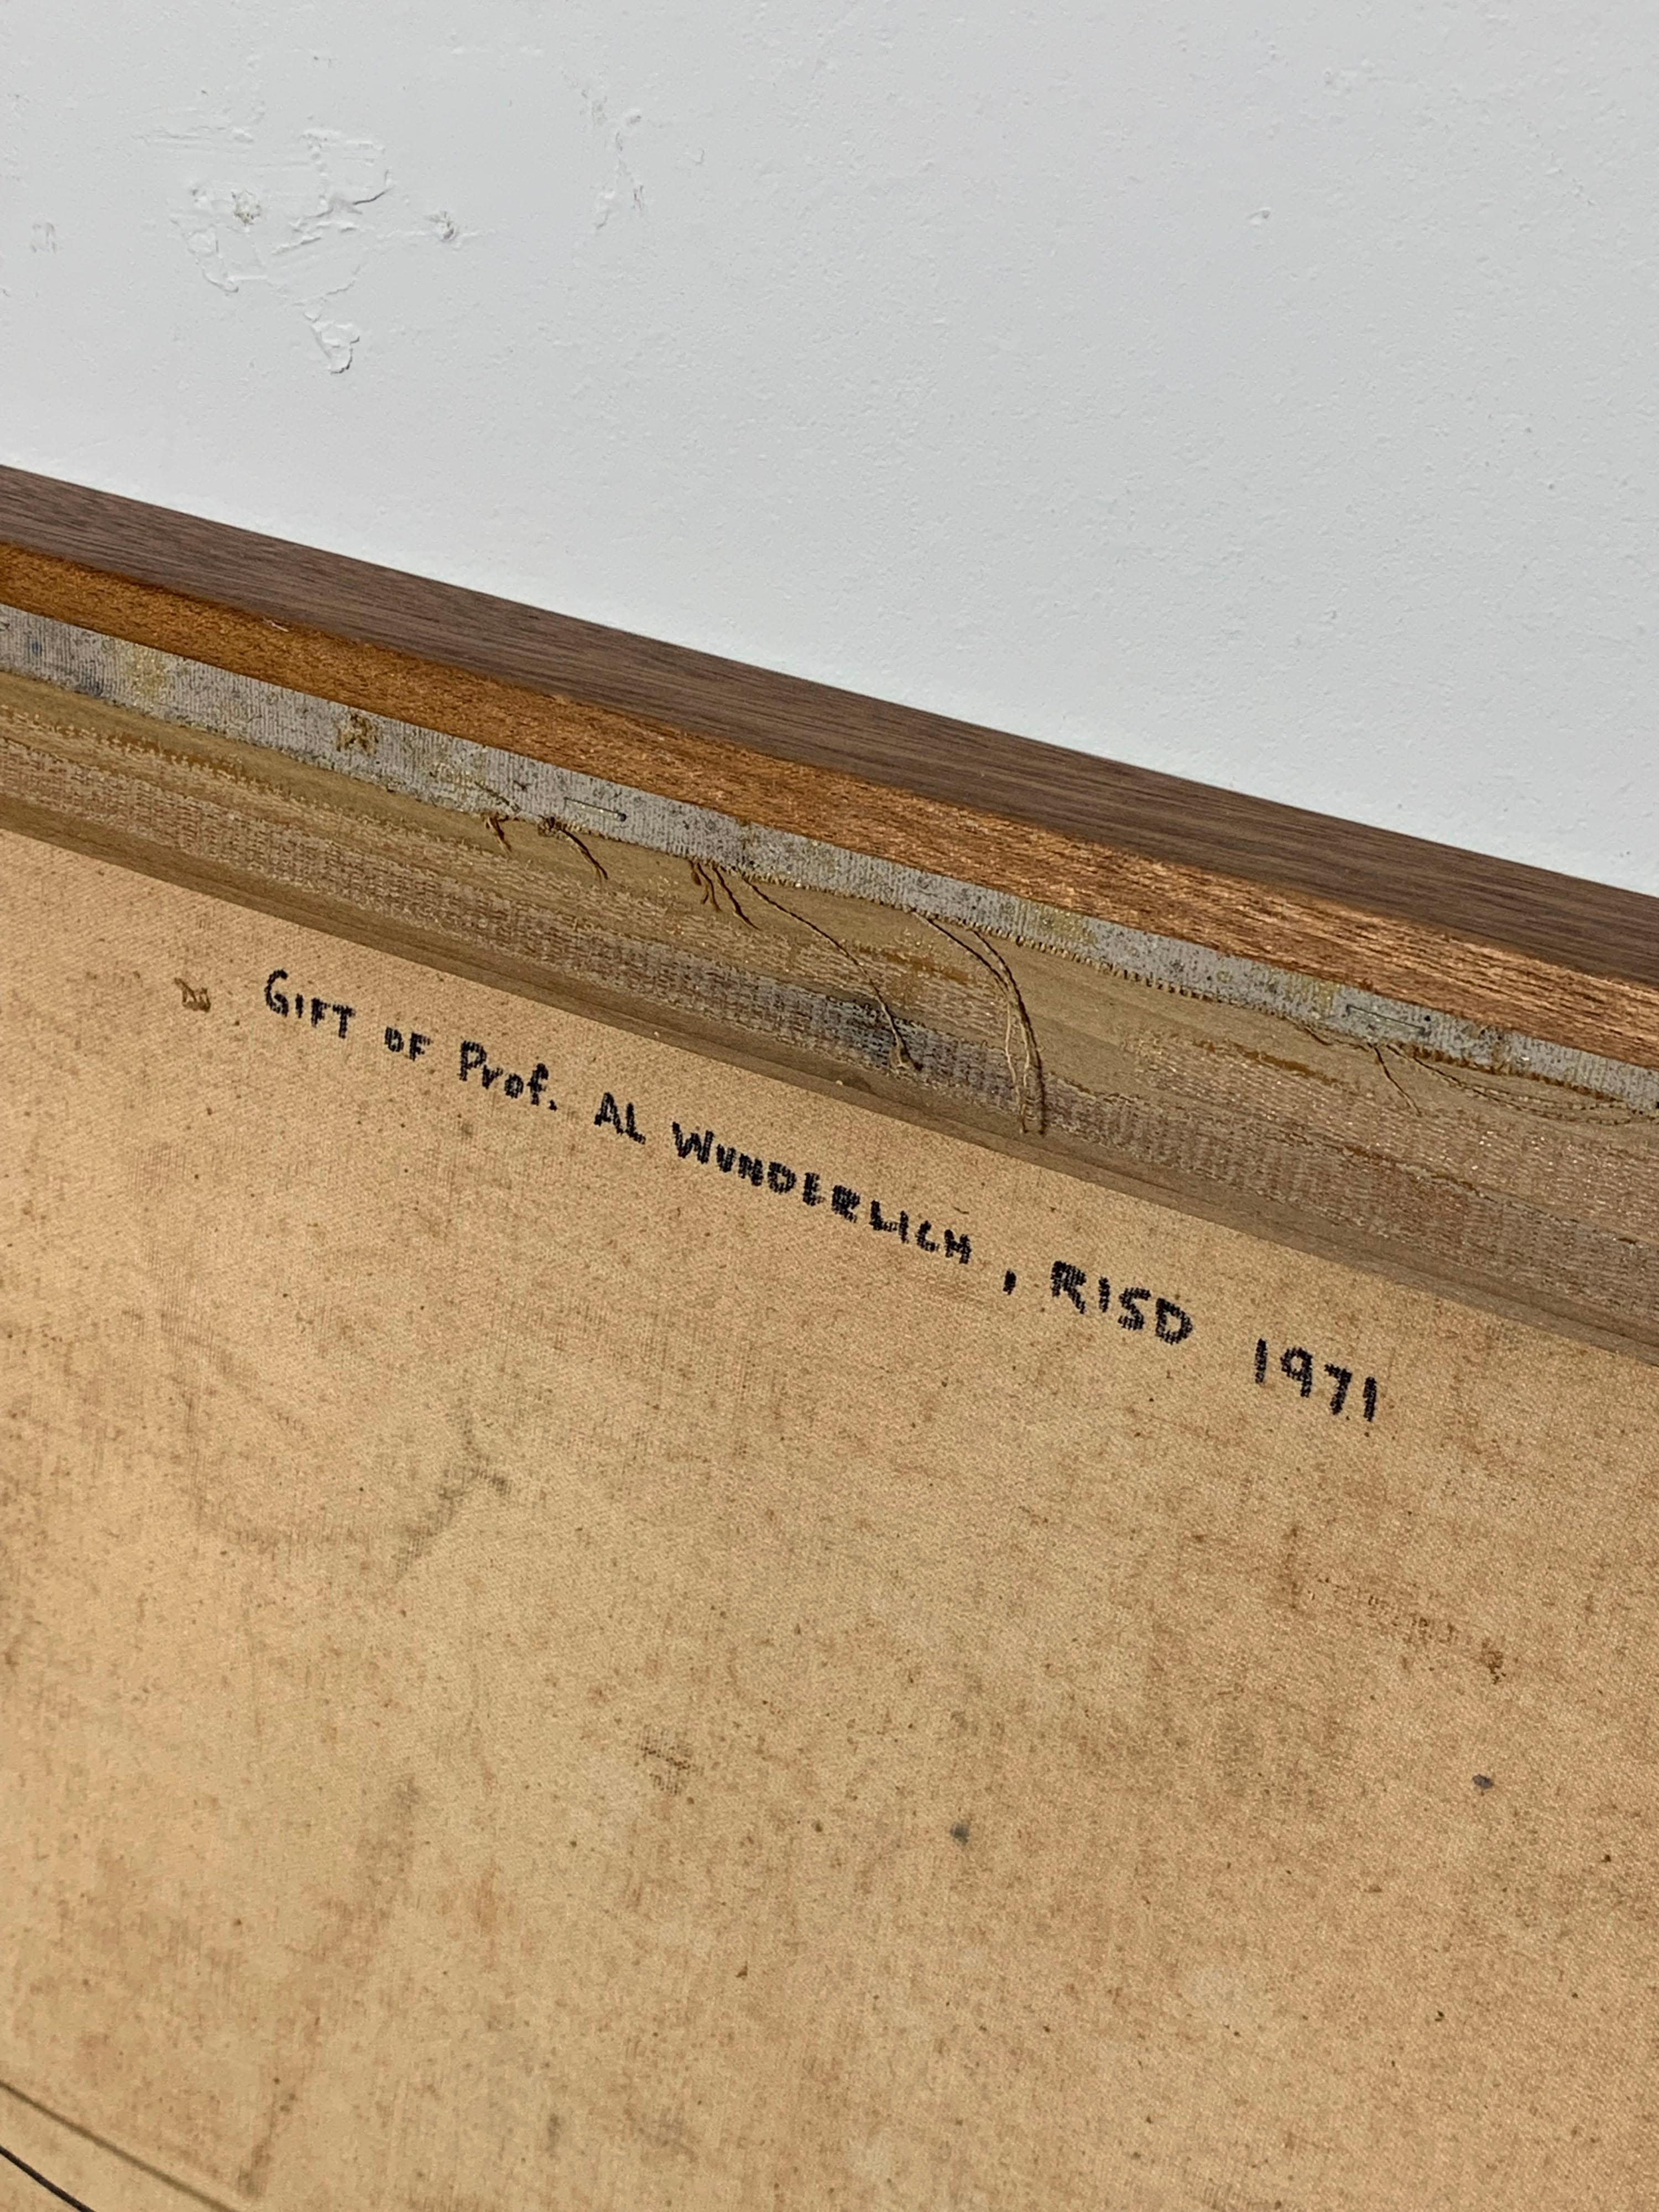 GIFT OF Prof. AL WUNDERLICH, RISD 1971